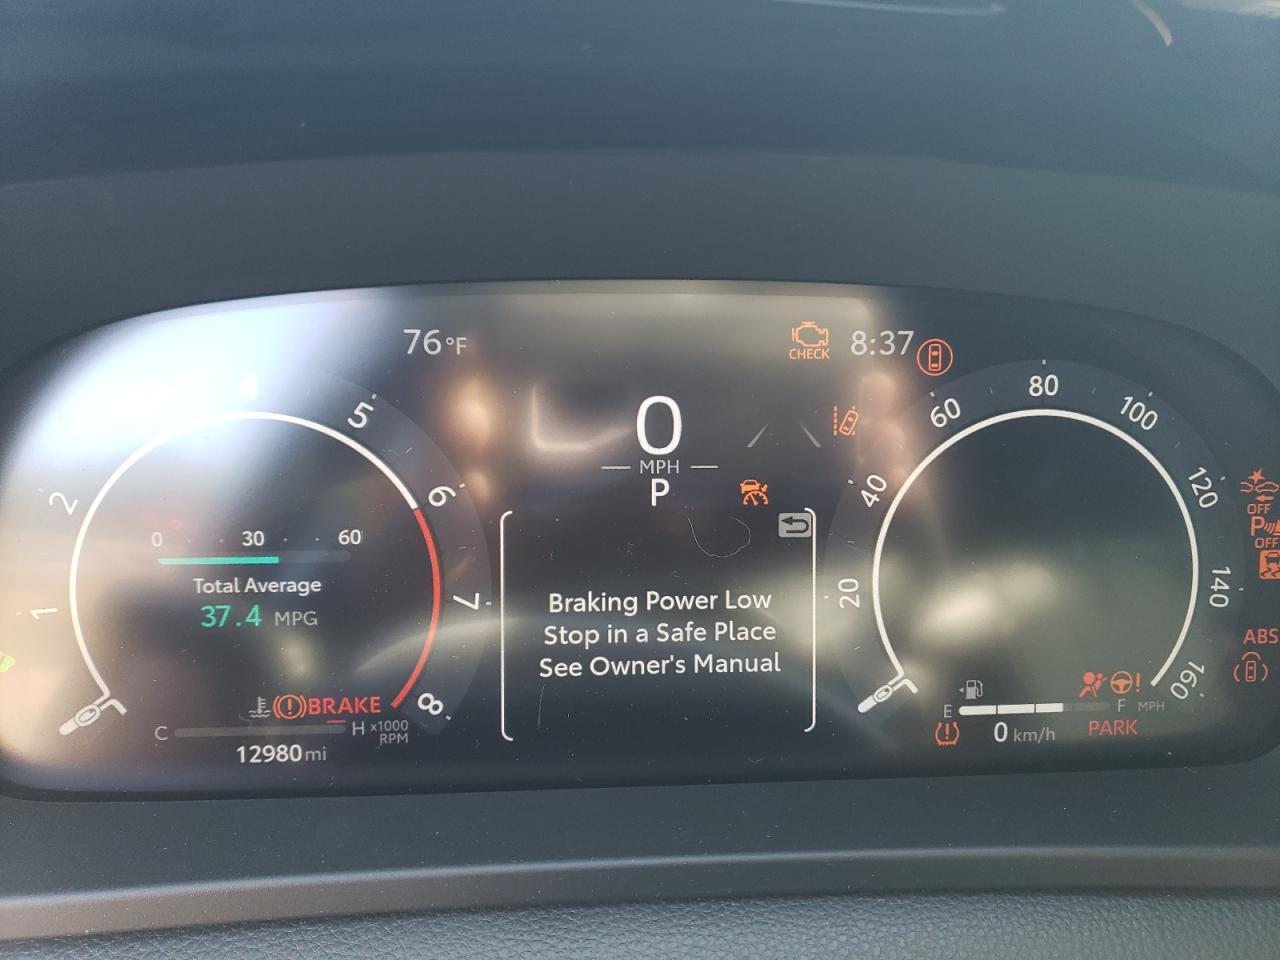 76°F
CHECK
8:37
0
MPH
P
1
2
4
5
6
7
8
0 30 60
Total Average
37.4 MPG
BRAKE
C
H
x1000
RPM
12980 mi
Braking Power Low
Stop in a Safe Place
See Owner's Manual
20
40
60
80
100
120
140
160
MPH
E
F
0 km/h
PARK
OFF
P
OFF
ABS